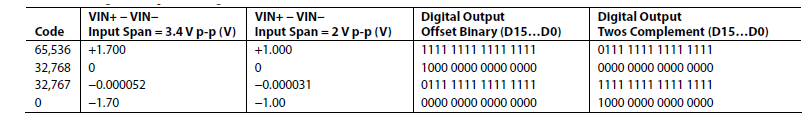 VIN+ − VIN− VIN+ − VIN− Digital Output Digital Output
Code Input Span = 3.4 V p-p (V) Input Span = 2 V p-p (V) Offset Binary (D15…D0) Twos Complement (D15…D0)
65,536 +1.700 +1.000 1111 1111 1111 1111 0111 1111 1111 1111
32,768 0 0 1000 0000 0000 0000 0000 0000 0000 0000
32,767 −0.000052 −0.000031 0111 1111 1111 1111 1111 1111 1111 1111
0 −1.70 −1.00 0000 0000 0000 0000 1000 0000 0000 0000